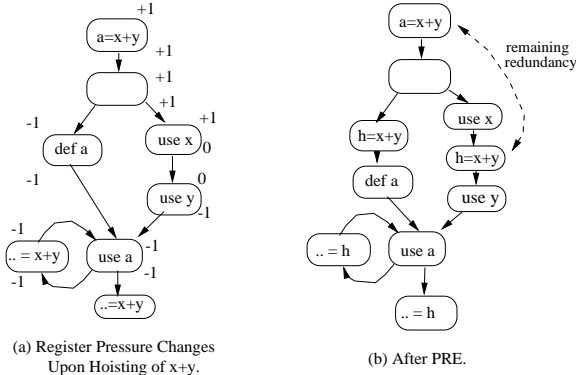 +1
a=x+y
+1
+1
+1
-1
+1
def a
use x
0
-1
0
use y
-1
-1
.. = x+y
use a
-1
-1
-1
..=x+y
(a) Register Pressure Changes
Upon Hoisting of x+y.
a=x+y
remaining
redundancy
use x
h=x+y
h=x+y
def a
use y
.. = h
use a
.. = h
(b) After PRE.